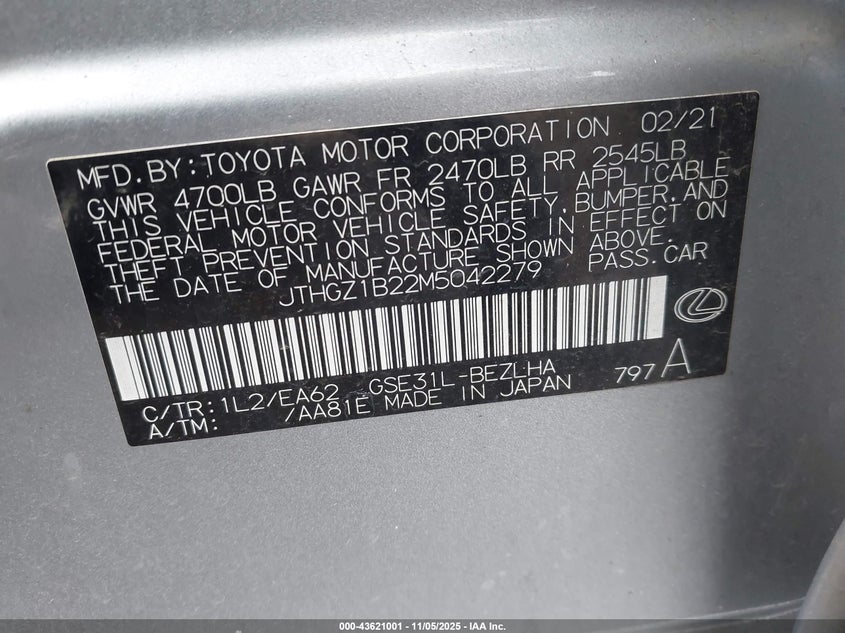 MFD.BY:TOYOTA MOTOR CORPORATION 02/21
GVWR 4700LB GAWR FR 2470LB RR 2545LB
THIS VEHICLE CONFORMS TO ALL APPLICABLE
FEDERAL MOTOR VEHICLE SAFETY,BUMPER,AND
THEFT PREVENTION STANDARDS IN EFFECT ON
THE DATE OF MANUFACTURE SHOWN ABOVE.
JTHGZ1B22M5042279 PASS.CAR
C/TR:1L2/EA62 GSE31L-BEZLHA 797 A
A/TM: /AA81E MADE IN JAPAN
000-43621001 - 11/05/2025 - IAA Inc.